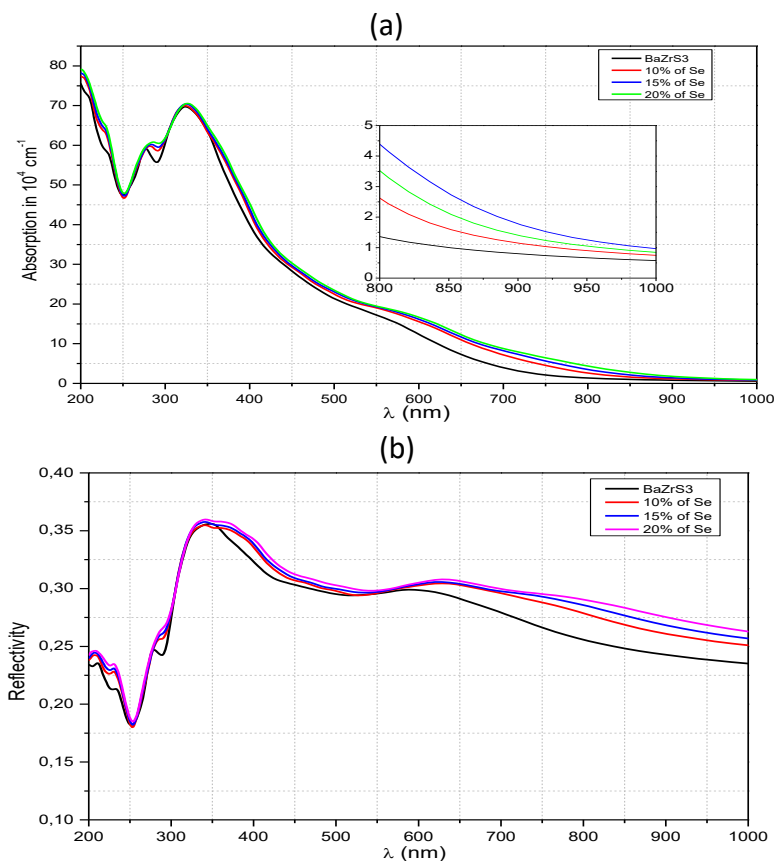 (a)
Absorption in 10⁴ cm⁻¹
80
70
60
50
40
30
20
10
0
BaZrS3
10% of Se
15% of Se
20% of Se
5
4
3
2
1
0
800 850 900 950 1000
200 300 400 500 600 700 800 900 1000
λ (nm)
(b)
Reflectivity
0,40
0,35
0,30
0,25
0,20
0,15
0,10
BaZrS3
10% of Se
15% of Se
20% of Se
200 300 400 500 600 700 800 900 1000
λ (nm)